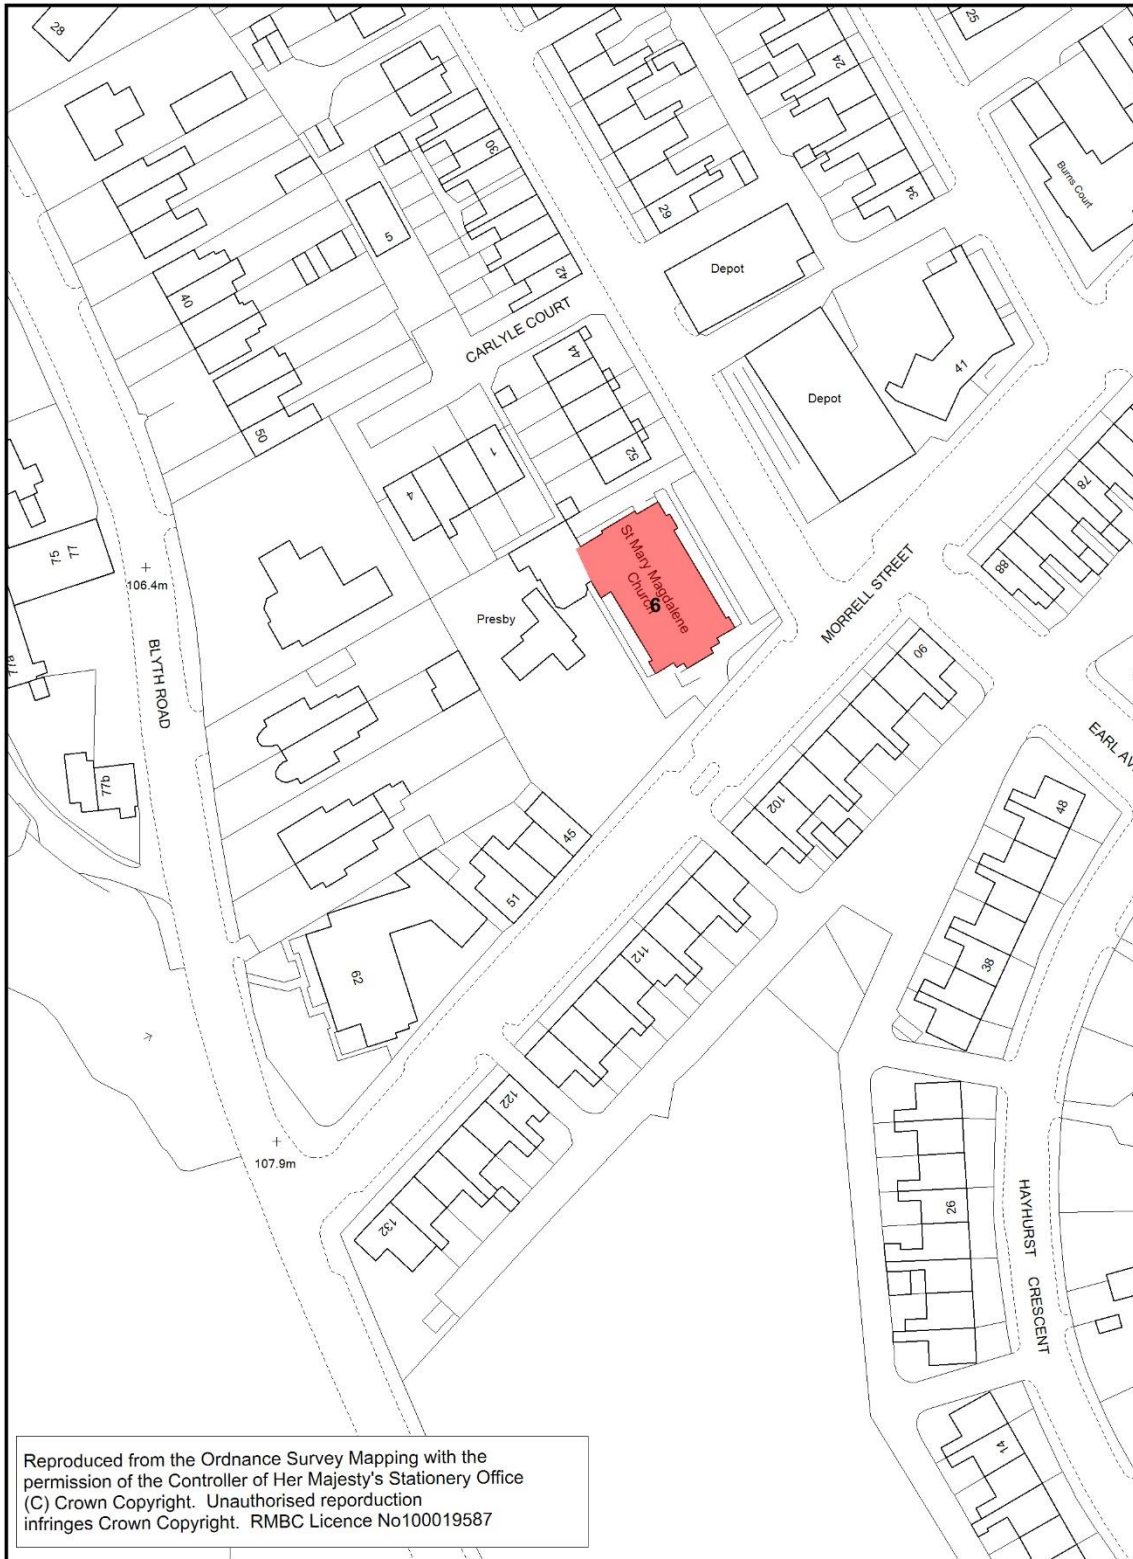 28
25
24
30
Burns Court
34
29
5
Depot
40
42
CARLYLE COURT
44
41
Depot
50
1
52
78
4
St Mary Magdalene
Church
6
88
77
75
106.4m
MORRELL STREET
Presby
90
BLYTH ROAD
77a
EARL AV
77b
102
48
45
51
112
38
62
122
107.9m
26
HAYHURST CRESCENT
132
14
Reproduced from the Ordnance Survey Mapping with the
permission of the Controller of Her Majesty's Stationery Office
(C) Crown Copyright. Unauthorised reporduction
infringes Crown Copyright. RMBC Licence No100019587